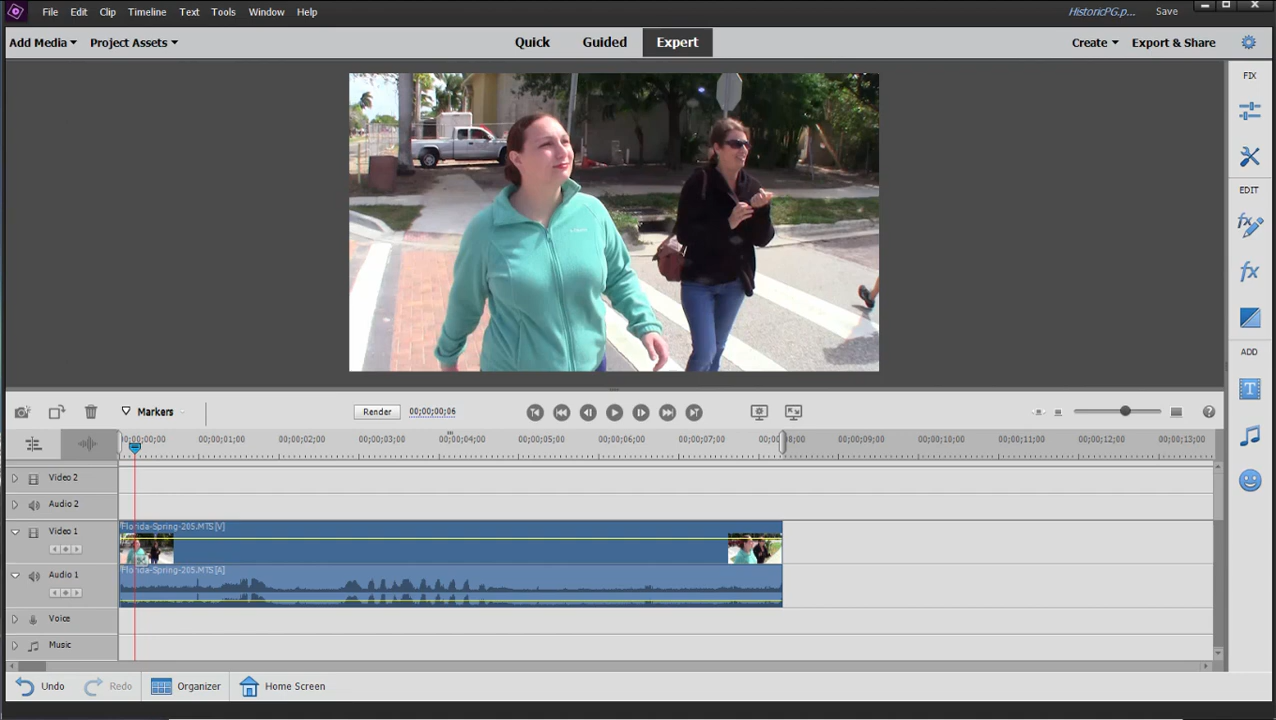 File Edit Clip Timeline Text Tools Window Help HistoricPG.p... Save
Add Media Project Assets Quick Guided Expert Create Export & Share
FIX
EDIT
fx
ADD
T
Markers Render 00;00;00;06 ?
0;00;00;00 00;00;01;00 00;00;02;00 00;00;03;00 00;00;04;00 00;00;05;00 00;00;06;00 00;00;07;00 00;00;08;00 00;00;09;00 00;00;10;00 00;00;11;00 00;00;12;00 00;00;13;00
Video 2
Audio 2
Video 1 Florida-Spring-205.MTS[V]
Audio 1 Florida-Spring-205.MTS[A]
Voice
Music
Undo Redo Organizer Home Screen